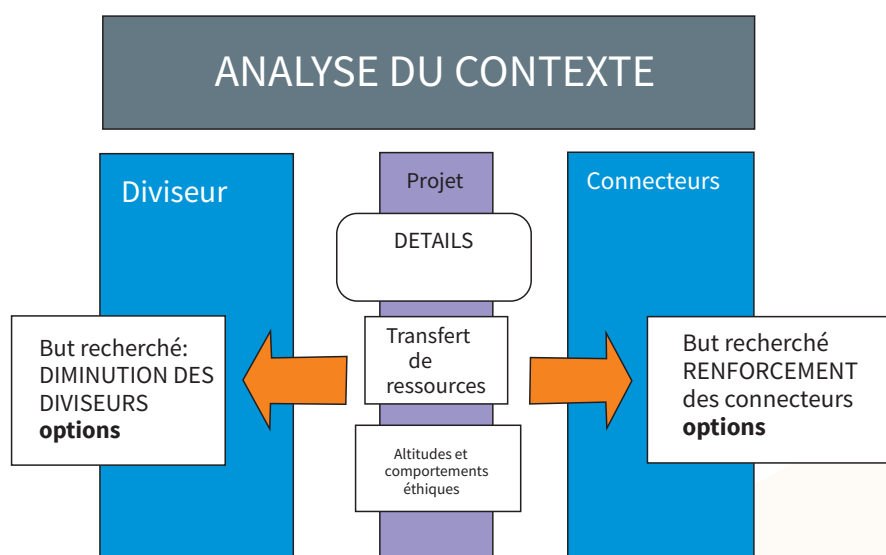 ANALYSE DU CONTEXTE
Diviseur
Projet
Connecteurs
DETAILS
But recherché:
DIMINUTION DES
DIVISEURS
options
Transfert
de
ressources
But recherché
RENFORCEMENT
des connecteurs
options
Altitudes et
comportements
éthiques